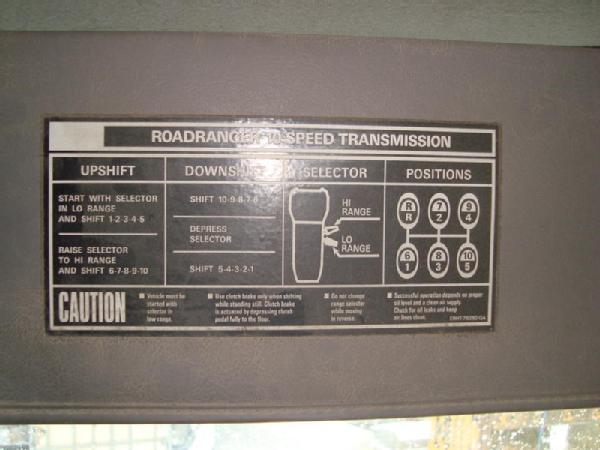 ROADRANGER 10 SPEED TRANSMISSION
UPSHIFT
START WITH SELECTOR
IN LO RANGE
AND SHIFT 1-2-3-4-5
RAISE SELECTOR
TO HI RANGE
AND SHIFT 6-7-8-9-10
DOWNSHIFT
SHIFT 10-9-8-7-6
DEPRESS
SELECTOR
SHIFT 5-4-3-2-1
SELECTOR
HI
RANGE
LO
RANGE
POSITIONS
R 7 9
R 2 4
6 8 10
1 3 5
CAUTION
■ Vehicle must be
started with
selector in
low range.
■ Use clutch brake only when shifting
while standing still. Clutch brake
is actuated by depressing clutch
pedal fully to the floor.
■ Do not change
range selector
while moving
in reverse.
■ Successful operation depends on proper
oil level and a clean air supply.
Check for oil leaks and keep
air lines clean.